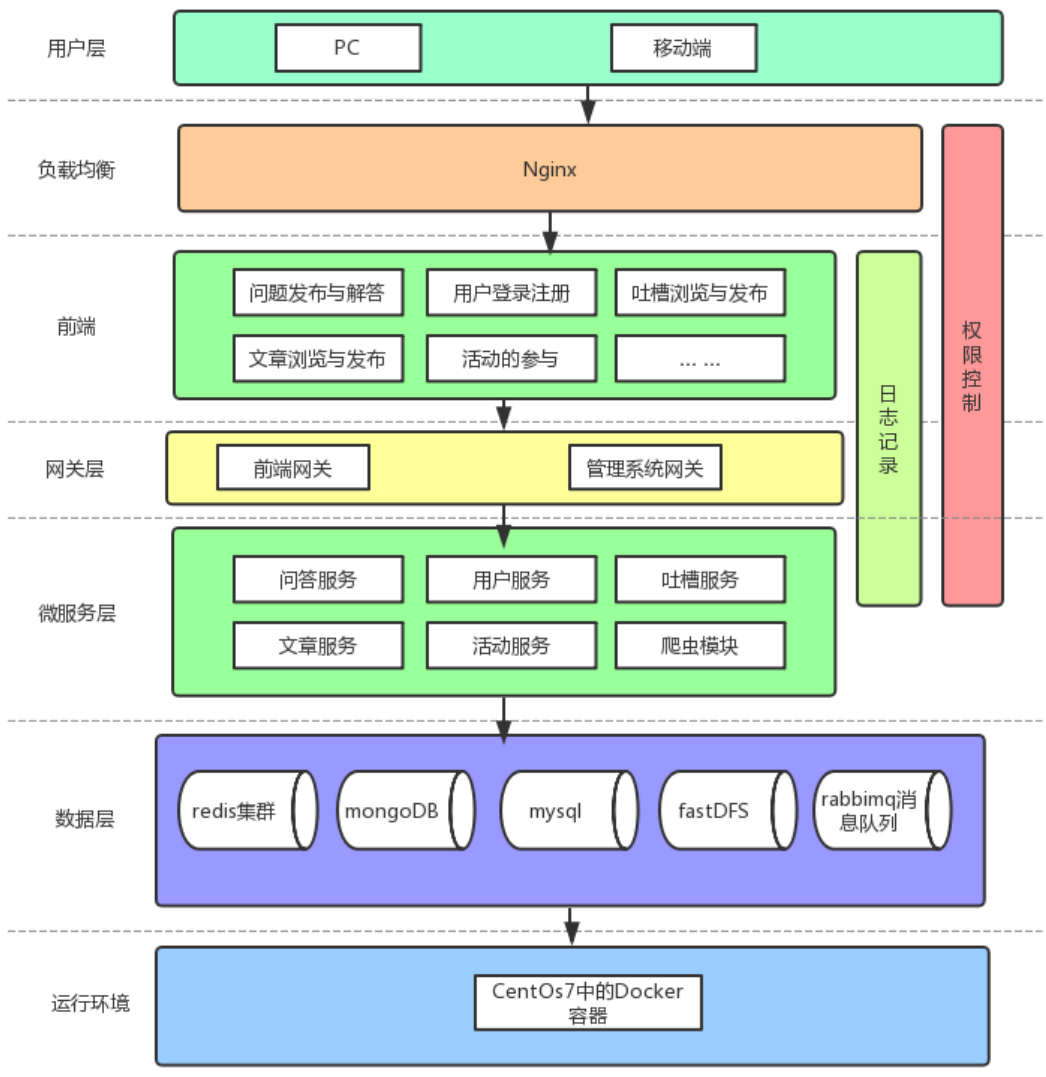 用户层
PC
移动端
负载均衡
Nginx
前端
问题发布与解答
用户登录注册
吐槽浏览与发布
文章浏览与发布
活动的参与
... ...
网关层
前端网关
管理系统网关
日志记录
权限控制
微服务层
问答服务
用户服务
吐槽服务
文章服务
活动服务
爬虫模块
数据层
redis集群
mongoDB
mysql
fastDFS
rabbimq消
息队列
运行环境
CentOs7中的Docker
容器